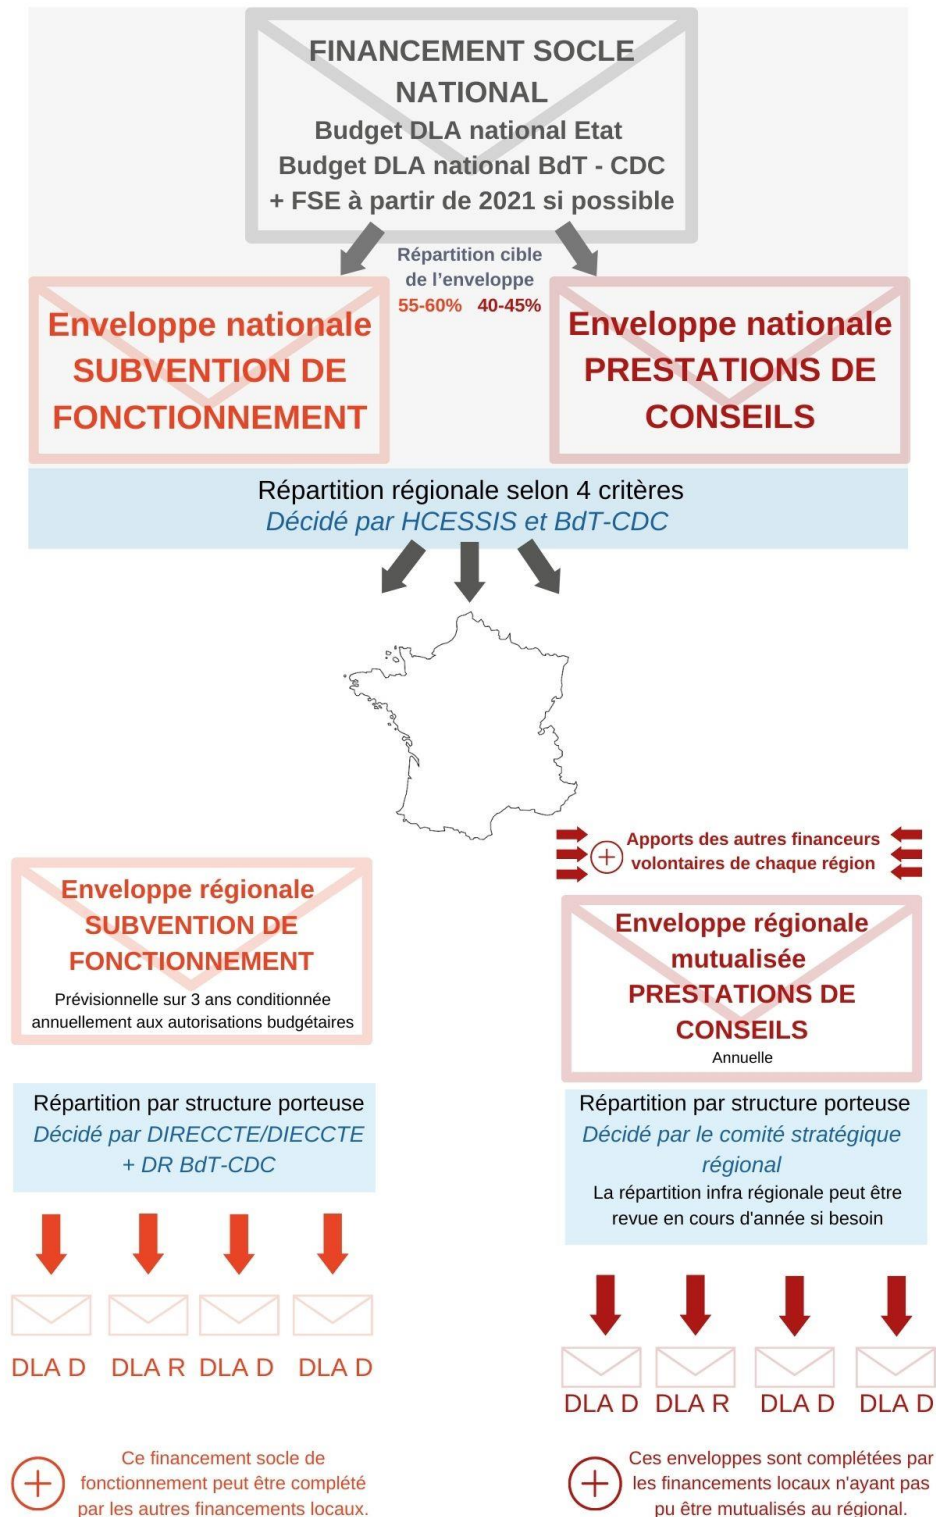 FINANCEMENT SOCLE
NATIONAL
Budget DLA national Etat
Budget DLA national BdT - CDC
+ FSE à partir de 2021 si possible
Répartition cible
de l'enveloppe
55-60% 40-45%
Enveloppe nationale
SUBVENTION DE
FONCTIONNEMENT
Enveloppe nationale
PRESTATIONS DE
CONSEILS
Répartition régionale selon 4 critères
Décidé par HCESSIS et BdT-CDC
Apports des autres financeurs
volontaires de chaque région
Enveloppe régionale
SUBVENTION DE
FONCTIONNEMENT
Prévisionnelle sur 3 ans conditionnée
annuellement aux autorisations budgétaires
Enveloppe régionale
mutualisée
PRESTATIONS DE
CONSEILS
Annuelle
Répartition par structure porteuse
Décidé par DIRECCTE/DIECCTE
+ DR BdT-CDC
Répartition par structure porteuse
Décidé par le comité stratégique
régional
La répartition infra régionale peut être
revue en cours d'année si besoin
DLA D DLA R DLA D DLA D
DLA D DLA R DLA D DLA D
Ce financement socle de
fonctionnement peut être complété
par les autres financements locaux.
Ces enveloppes sont complétées par
les financements locaux n'ayant pas
pu être mutualisés au régional.